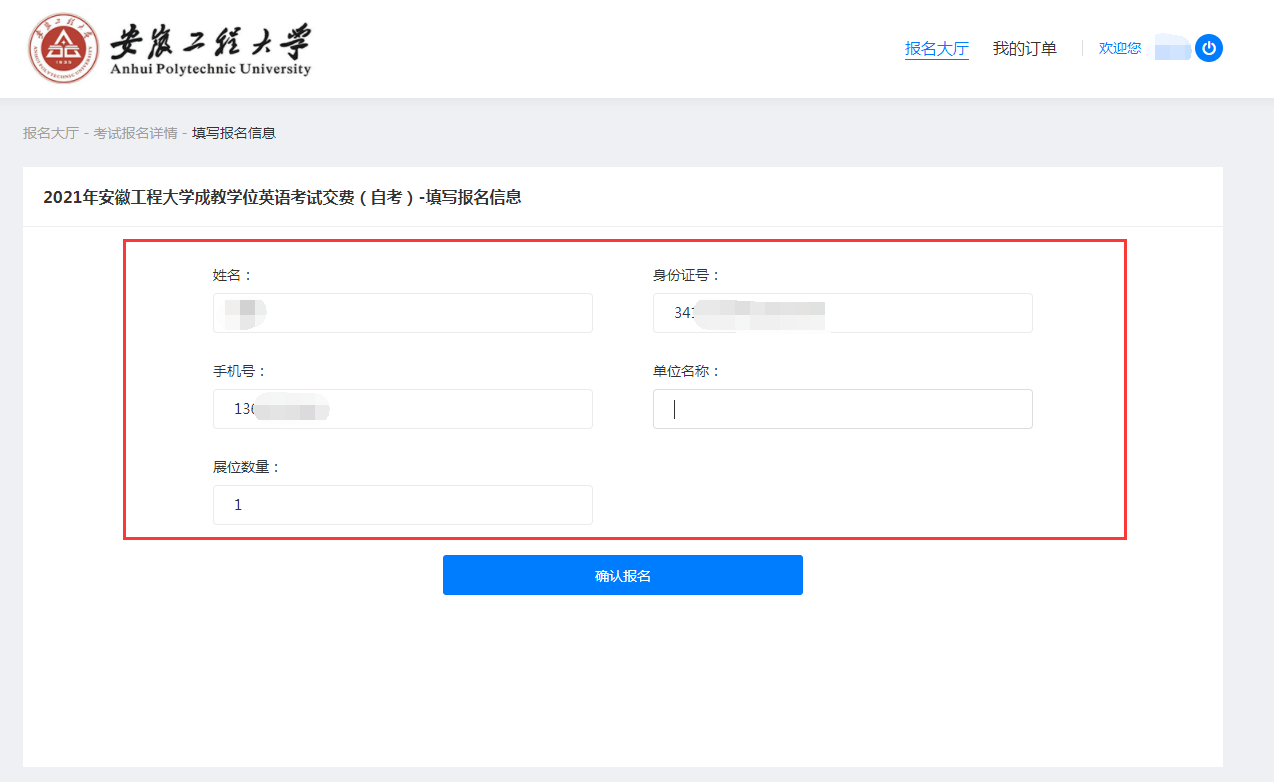 安徽工程大学
Anhui Polytechnic University
报名大厅 我的订单 欢迎您
报名大厅 - 考试报名详情 - 填写报名信息
2021年安徽工程大学成教学位英语考试交费（自考）-填写报名信息
姓名： 身份证号：
341
手机号： 单位名称：
136
展位数量：
1
确认报名